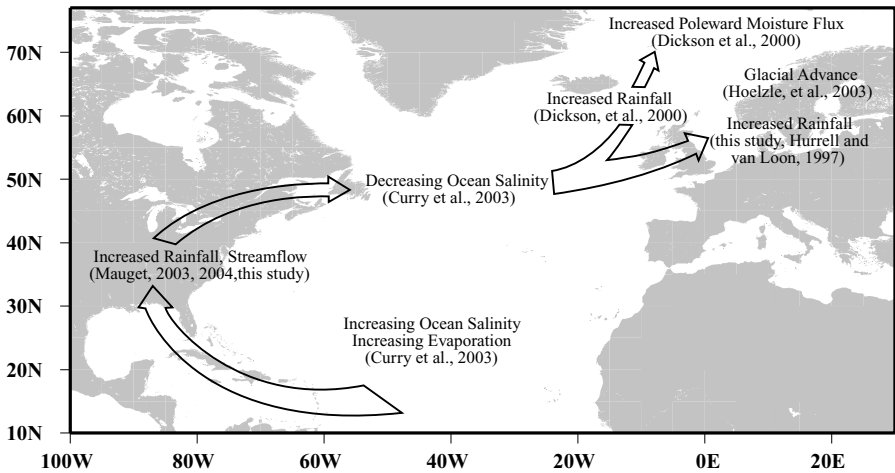 Increased Poleward Moisture Flux
(Dickson et al., 2000)
Glacial Advance
(Hoelzle, et al., 2003)
Increased Rainfall
(Dickson, et al., 2000)
Increased Rainfall
(this study, Hurrell and
van Loon, 1997)
Decreasing Ocean Salinity
(Curry et al., 2003)
Increased Rainfall, Streamflow
(Mauget, 2003, 2004,this study)
Increasing Ocean Salinity
Increasing Evaporation
(Curry et al., 2003)
70N
60N
50N
40N
30N
20N
10N
100W 80W 60W 40W 20W 0E 20E